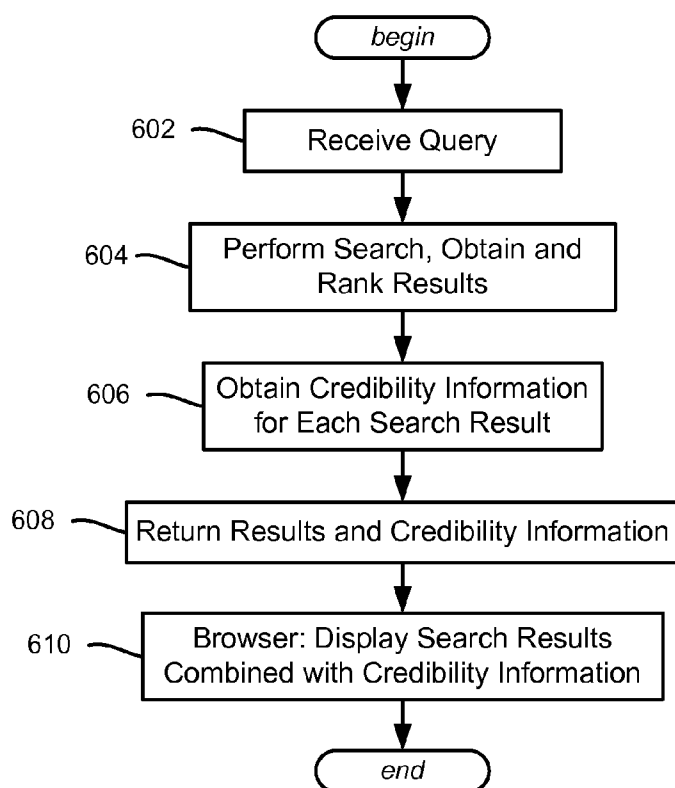 begin
602
Receive Query
604
Perform Search, Obtain and
Rank Results
606
Obtain Credibility Information
for Each Search Result
608
Return Results and Credibility Information
610
Browser: Display Search Results
Combined with Credibility Information
end